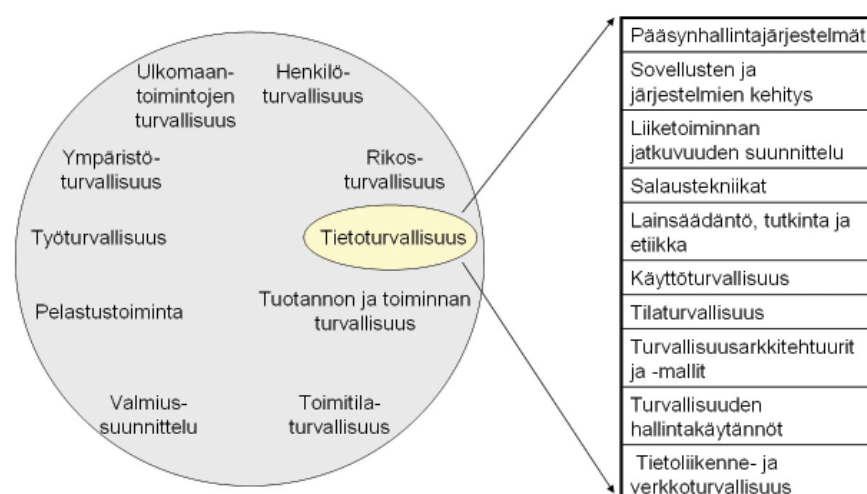 Ulkomaan-
toimintojen
turvallisuus
Henkilö-
turvallisuus
Ympäristö-
turvallisuus
Rikos-
turvallisuus
Työturvallisuus
Tietoturvallisuus
Pelastustoiminta
Tuotannon ja toiminnan
turvallisuus
Valmius-
suunnittelu
Toimitila-
turvallisuus
Pääsynhallintajärjestelmät
Sovellusten ja
järjestelmien kehitys
Liiketoiminnan
jatkuvuuden suunnittelu
Salaustekniikat
Lainsäädäntö, tutkinta ja
etiikka
Käyttöturvallisuus
Tilaturvallisuus
Turvallisuusarkkitehtuurit
ja -mallit
Turvallisuuden
hallintakäytännöt
Tietoliikenne- ja
verkkoturvallisuus